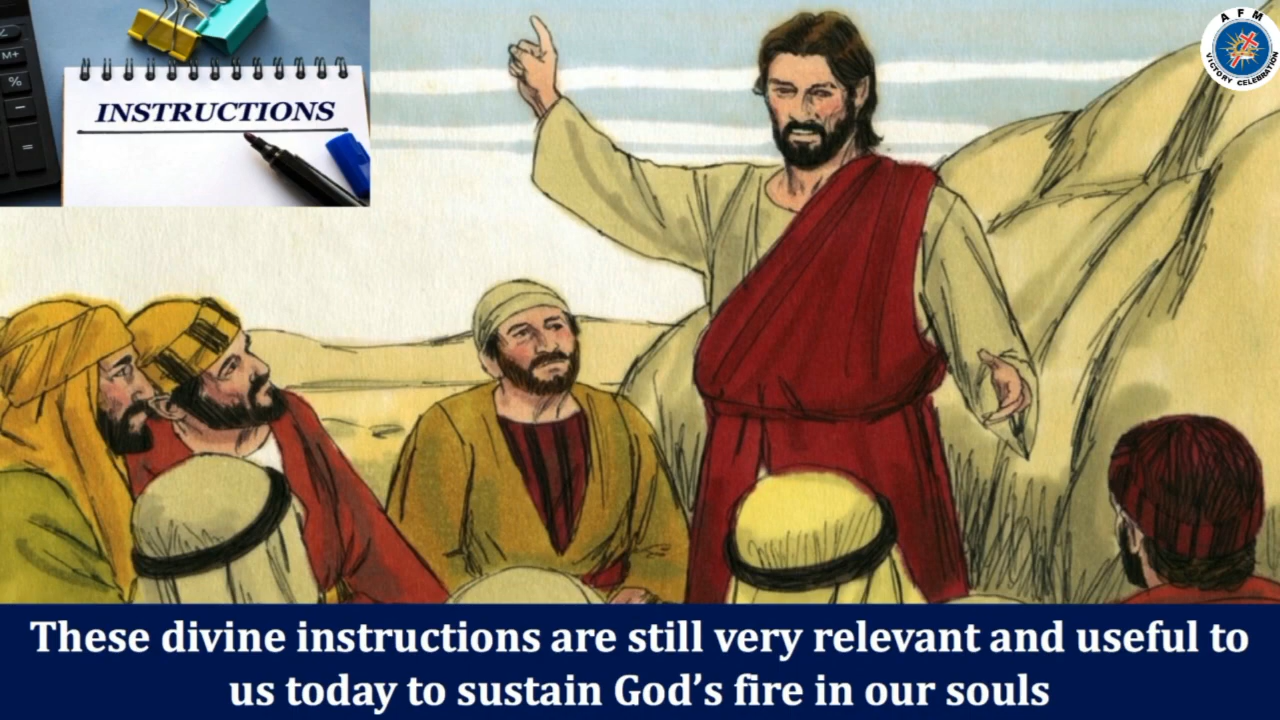 M+
%
-
=
INSTRUCTIONS
A F M
VICTORY CELEBRATION
These divine instructions are still very relevant and useful to
us today to sustain God's fire in our souls